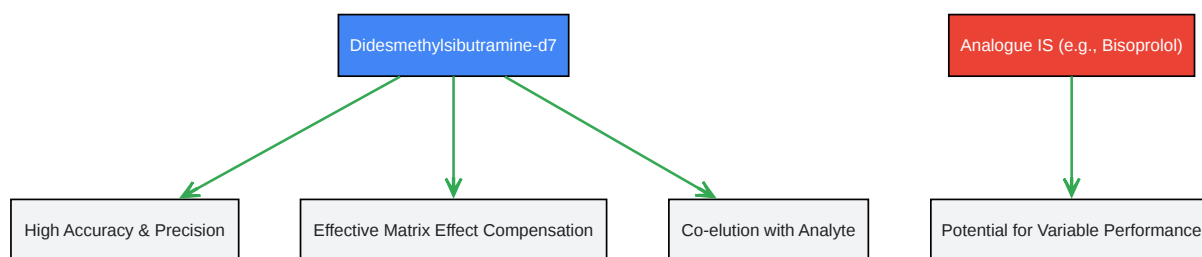 Didesmethylsibutramine-d7
Analogue IS (e.g., Bisoprolol)
High Accuracy & Precision
Effective Matrix Effect Compensation
Co-elution with Analyte
Potential for Variable Performance